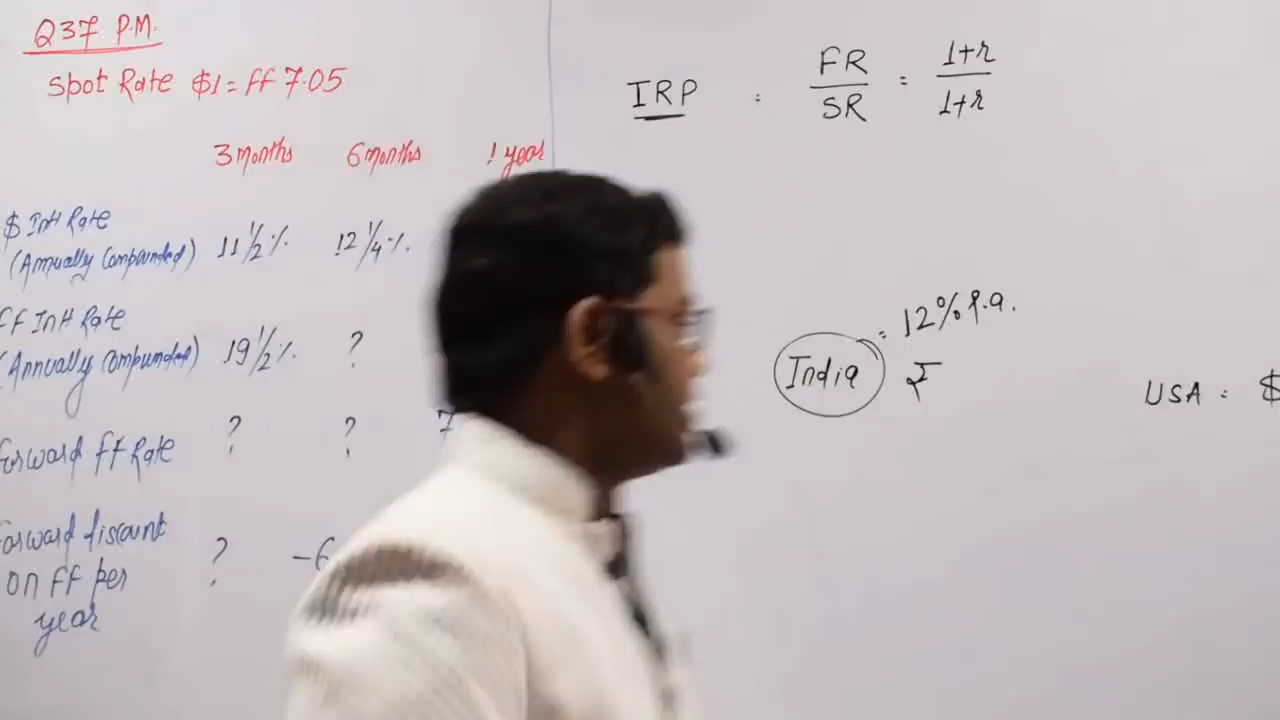 Q37 P.M.
Spot Rate $1 = FF 7.05
3 months 6 months 1 year
$ Int Rate
(Annually Compounded) 11 1/2 % 12 1/4 %
FF Int Rate
(Annually Compounded) 19 1/2 % ?
Forward FF Rate ? ? 7
Forward discount
on FF per
year ? -6
IRP : FR / SR = 1+r / 1+r
India = 12% P.a.
₹
USA = $